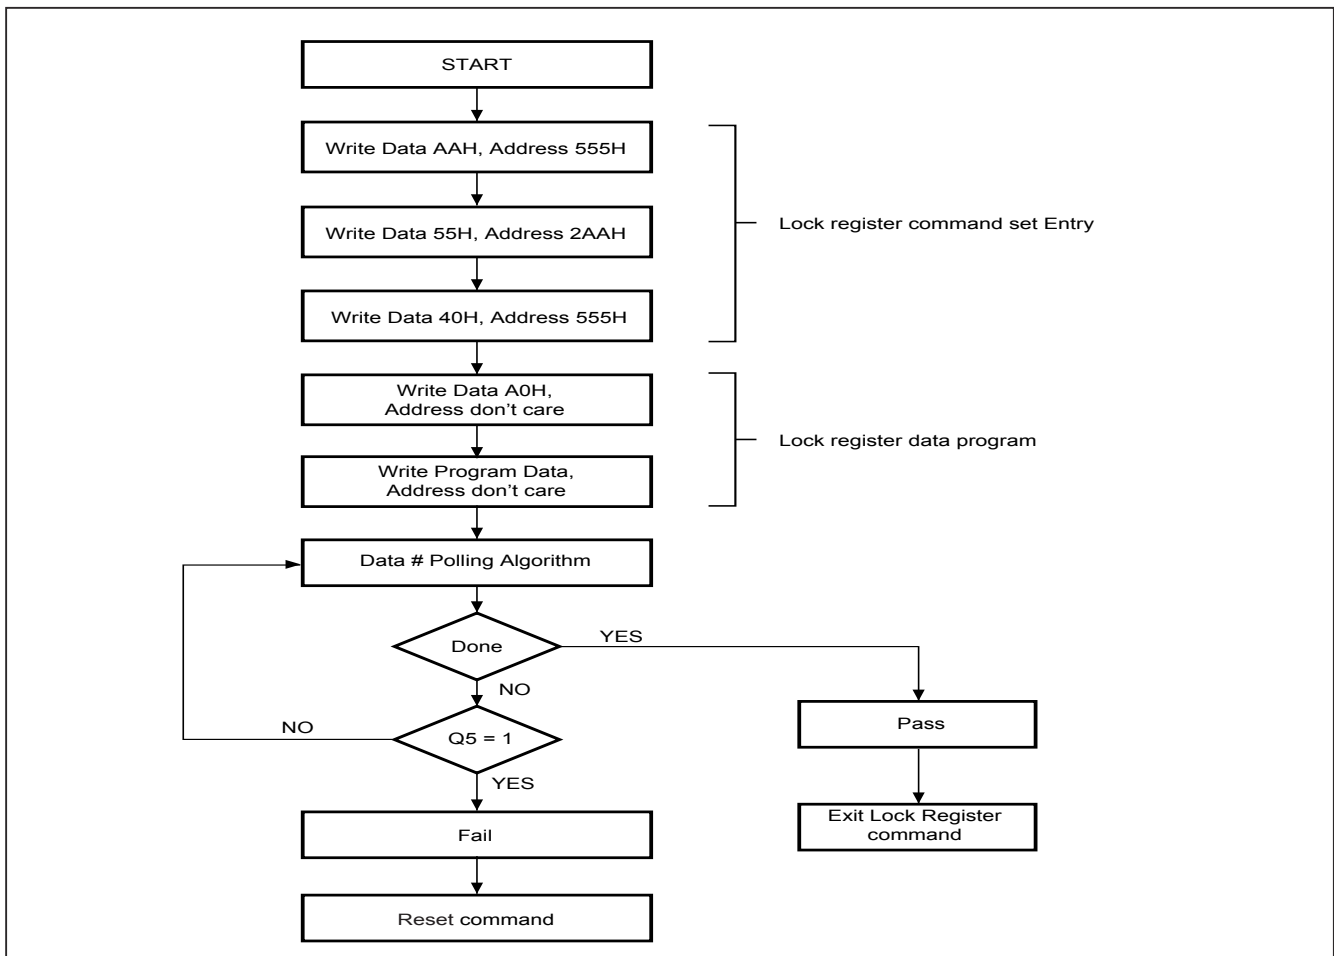 START
Write Data AAH, Address 555H
Write Data 55H, Address 2AAH
Lock register command set Entry
Write Data 40H, Address 555H
Write Data A0H,
Address don't care
Lock register data program
Write Program Data,
Address don't care
Data # Polling Algorithm
Done
YES
NO
Q5 = 1
NO
YES
Pass
Fail
Exit Lock Register
command
Reset command